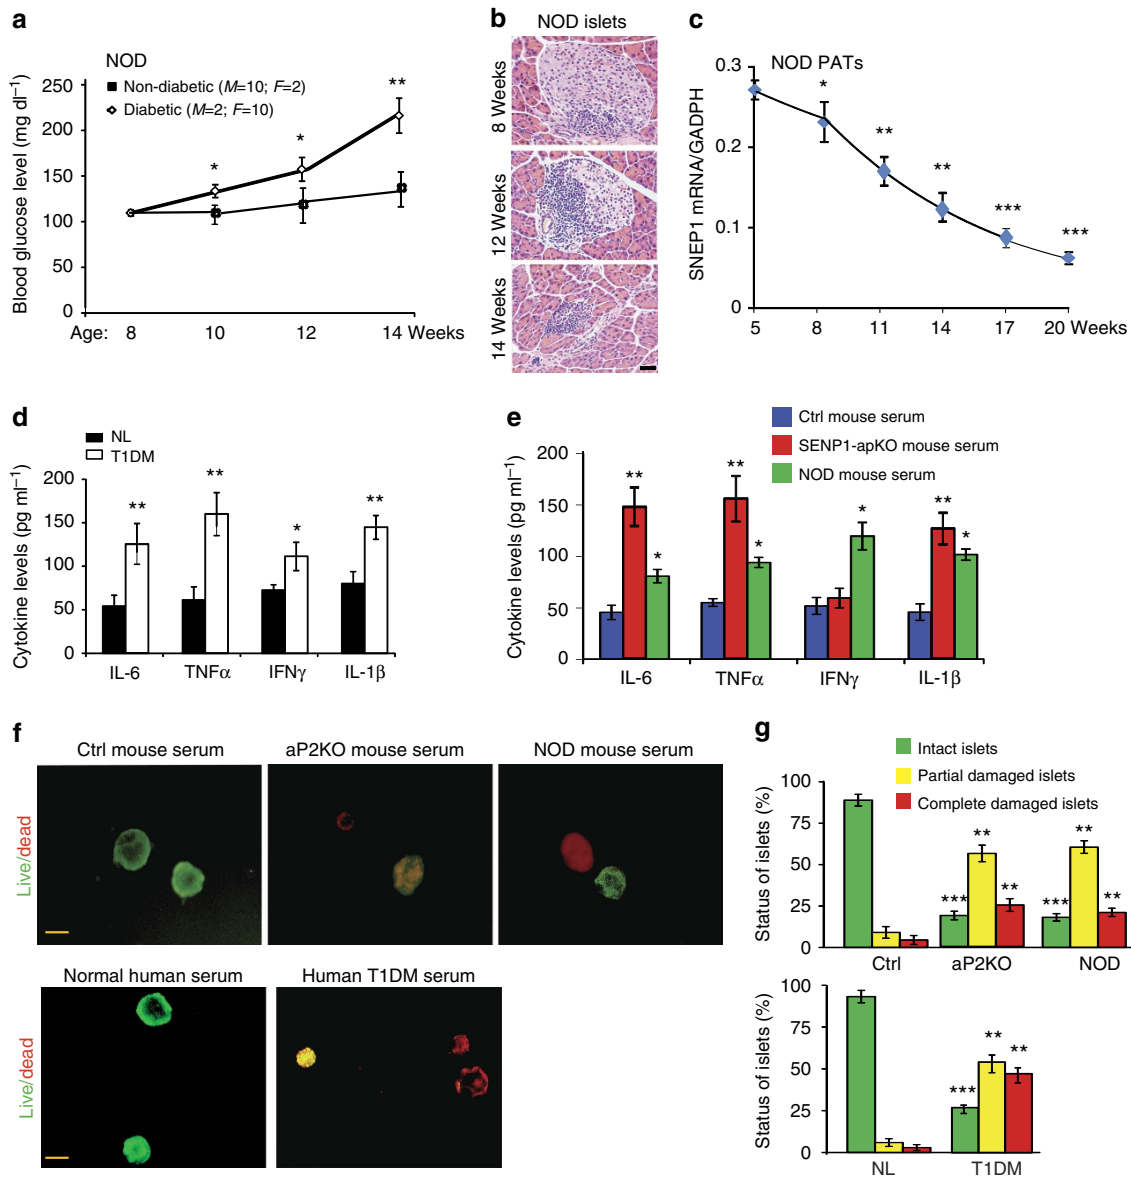 a
NOD
Non-diabetic (M=10; F=2)
Diabetic (M=2; F=10)
Blood glucose level (mg dl–1)
250
200
150
100
50
0
*
*
**
Age: 8 10 12 14 Weeks
b
NOD islets
8 Weeks
12 Weeks
14 Weeks
c
NOD PATs
SNEP1 mRNA/GADPH
0.3
0.2
0.1
0
*
**
**
***
***
5 8 11 14 17 20 Weeks
d
NL
T1DM
Cytokine levels (pg ml–1)
200
150
100
50
0
**
**
*
**
IL-6 TNFα IFNγ IL-1β
e
Ctrl mouse serum
SENP1-apKO mouse serum
NOD mouse serum
Cytokine levels (pg ml–1)
200
150
100
50
0
**
*
**
*
*
**
*
IL-6 TNFα IFNγ IL-1β
f
Ctrl mouse serum
aP2KO mouse serum
NOD mouse serum
Live/dead
Normal human serum
Human T1DM serum
Live/dead
g
Intact islets
Partial damaged islets
Complete damaged islets
Status of islets (%)
100
75
50
25
0
***
**
**
***
**
**
Ctrl aP2KO NOD
Status of islets (%)
100
75
50
25
0
***
**
**
NL T1DM